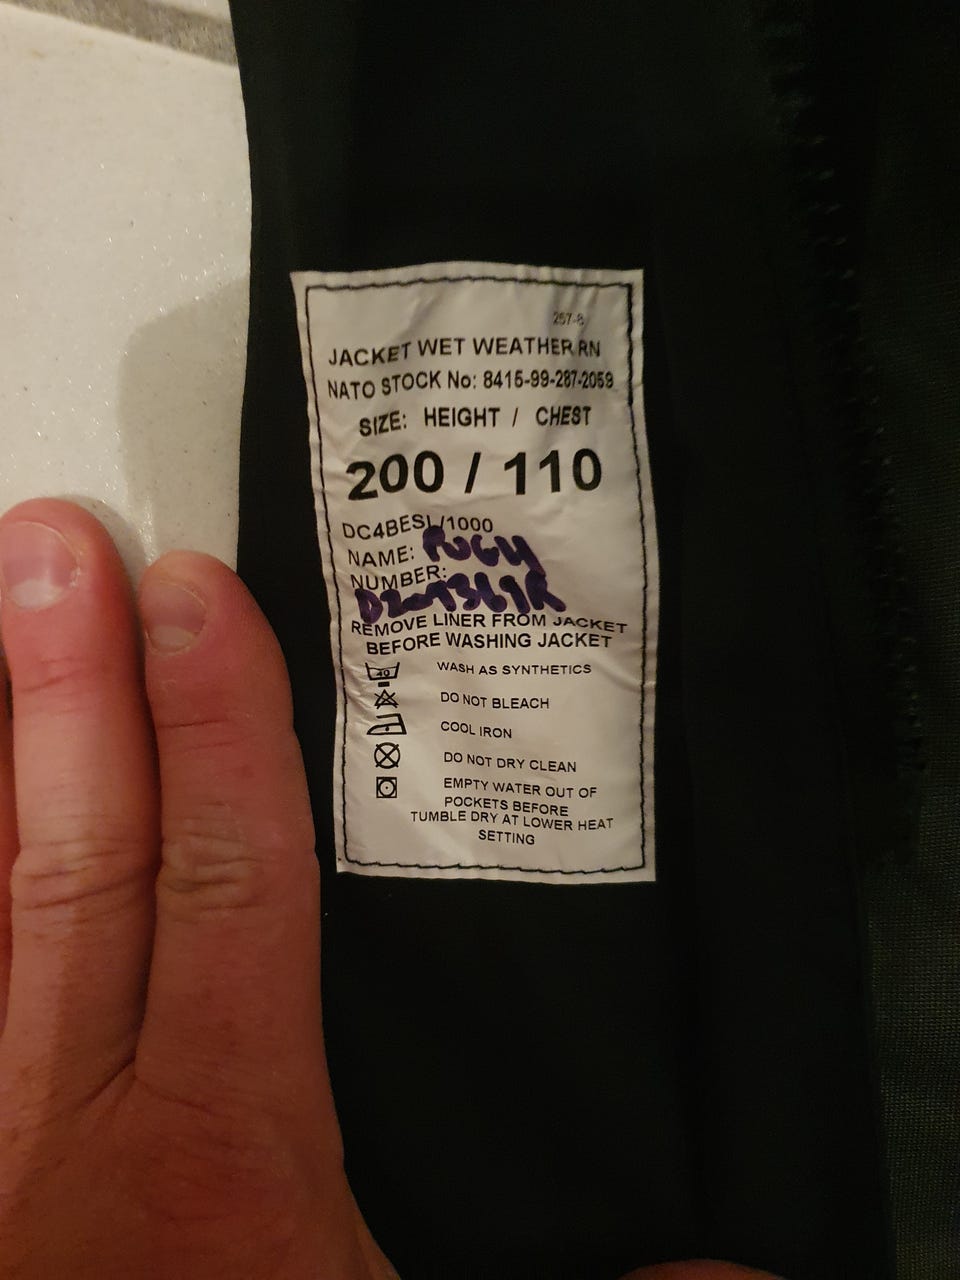 267-8
JACKET WET WEATHER RN
NATO STOCK No: 8415-99-287-2059
SIZE: HEIGHT / CHEST
200 / 110
DC4BESL/1000
NAME:
NUMBER:
REMOVE LINER FROM JACKET
BEFORE WASHING JACKET
40 WASH AS SYNTHETICS
DO NOT BLEACH
COOL IRON
DO NOT DRY CLEAN
EMPTY WATER OUT OF
POCKETS BEFORE
TUMBLE DRY AT LOWER HEAT
SETTING